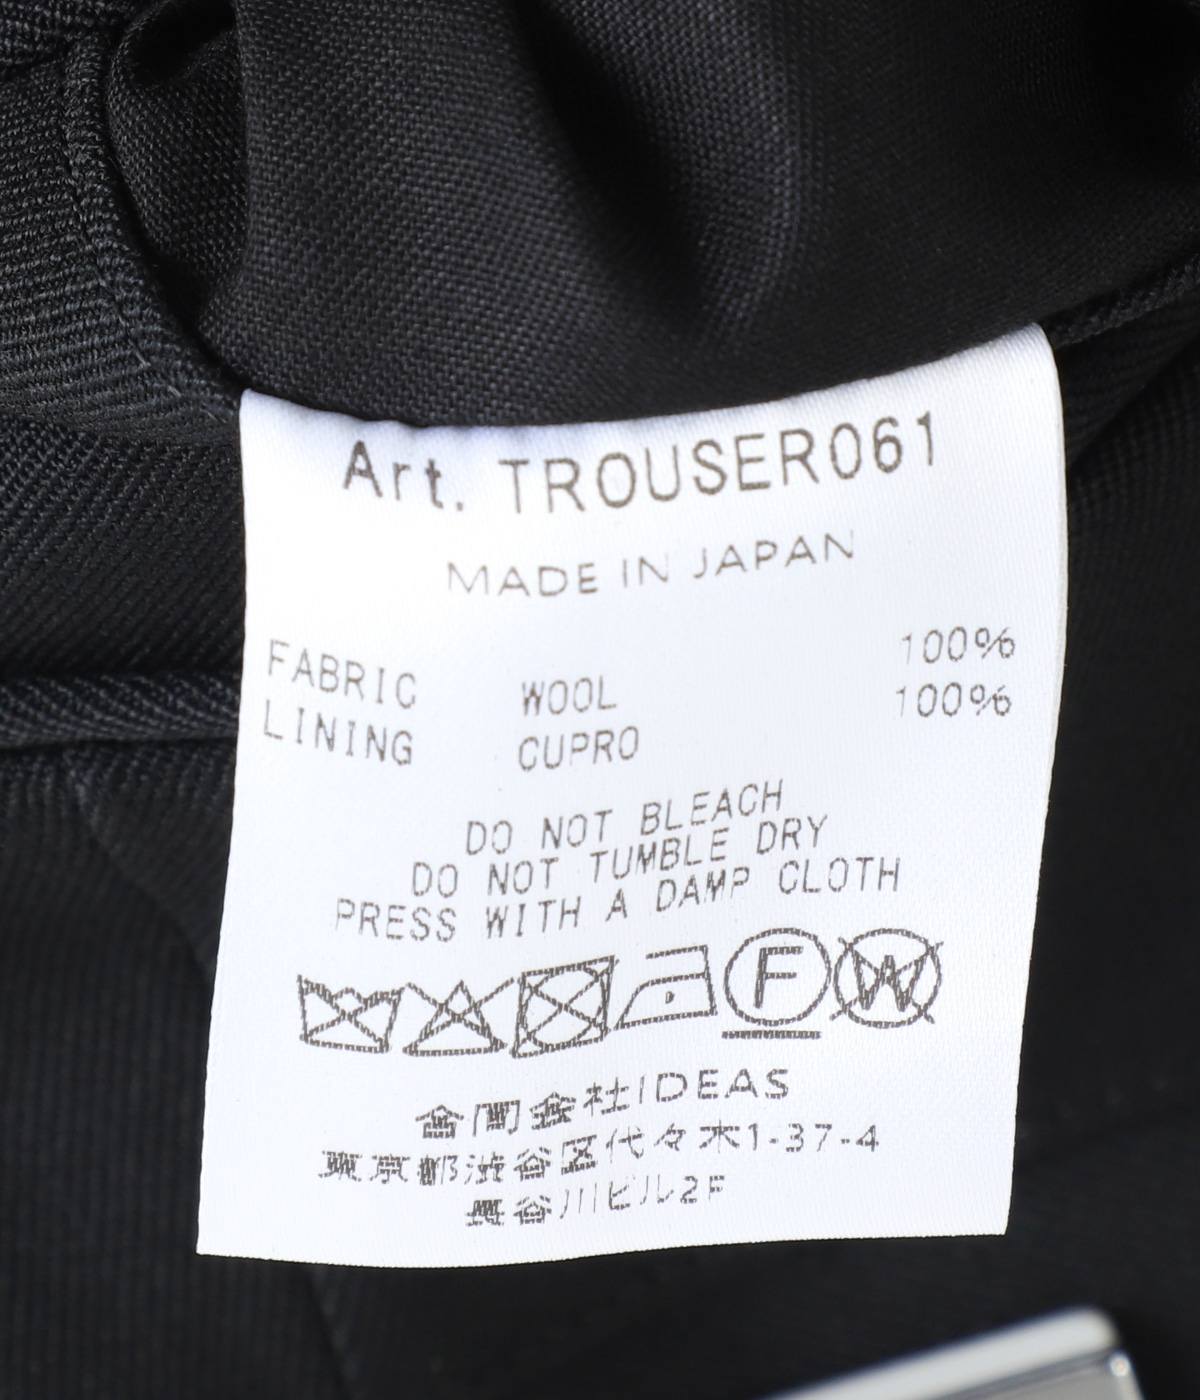 Art. TROUSER061
MADE IN JAPAN
FABRIC WOOL 100%
LINING CUPRO 100%
DO NOT BLEACH
DO NOT TUMBLE DRY
PRESS WITH A DAMP CLOTH
F W
合同会社IDEAS
東京都渋谷区代々木1-37-4
長谷川ビル2F